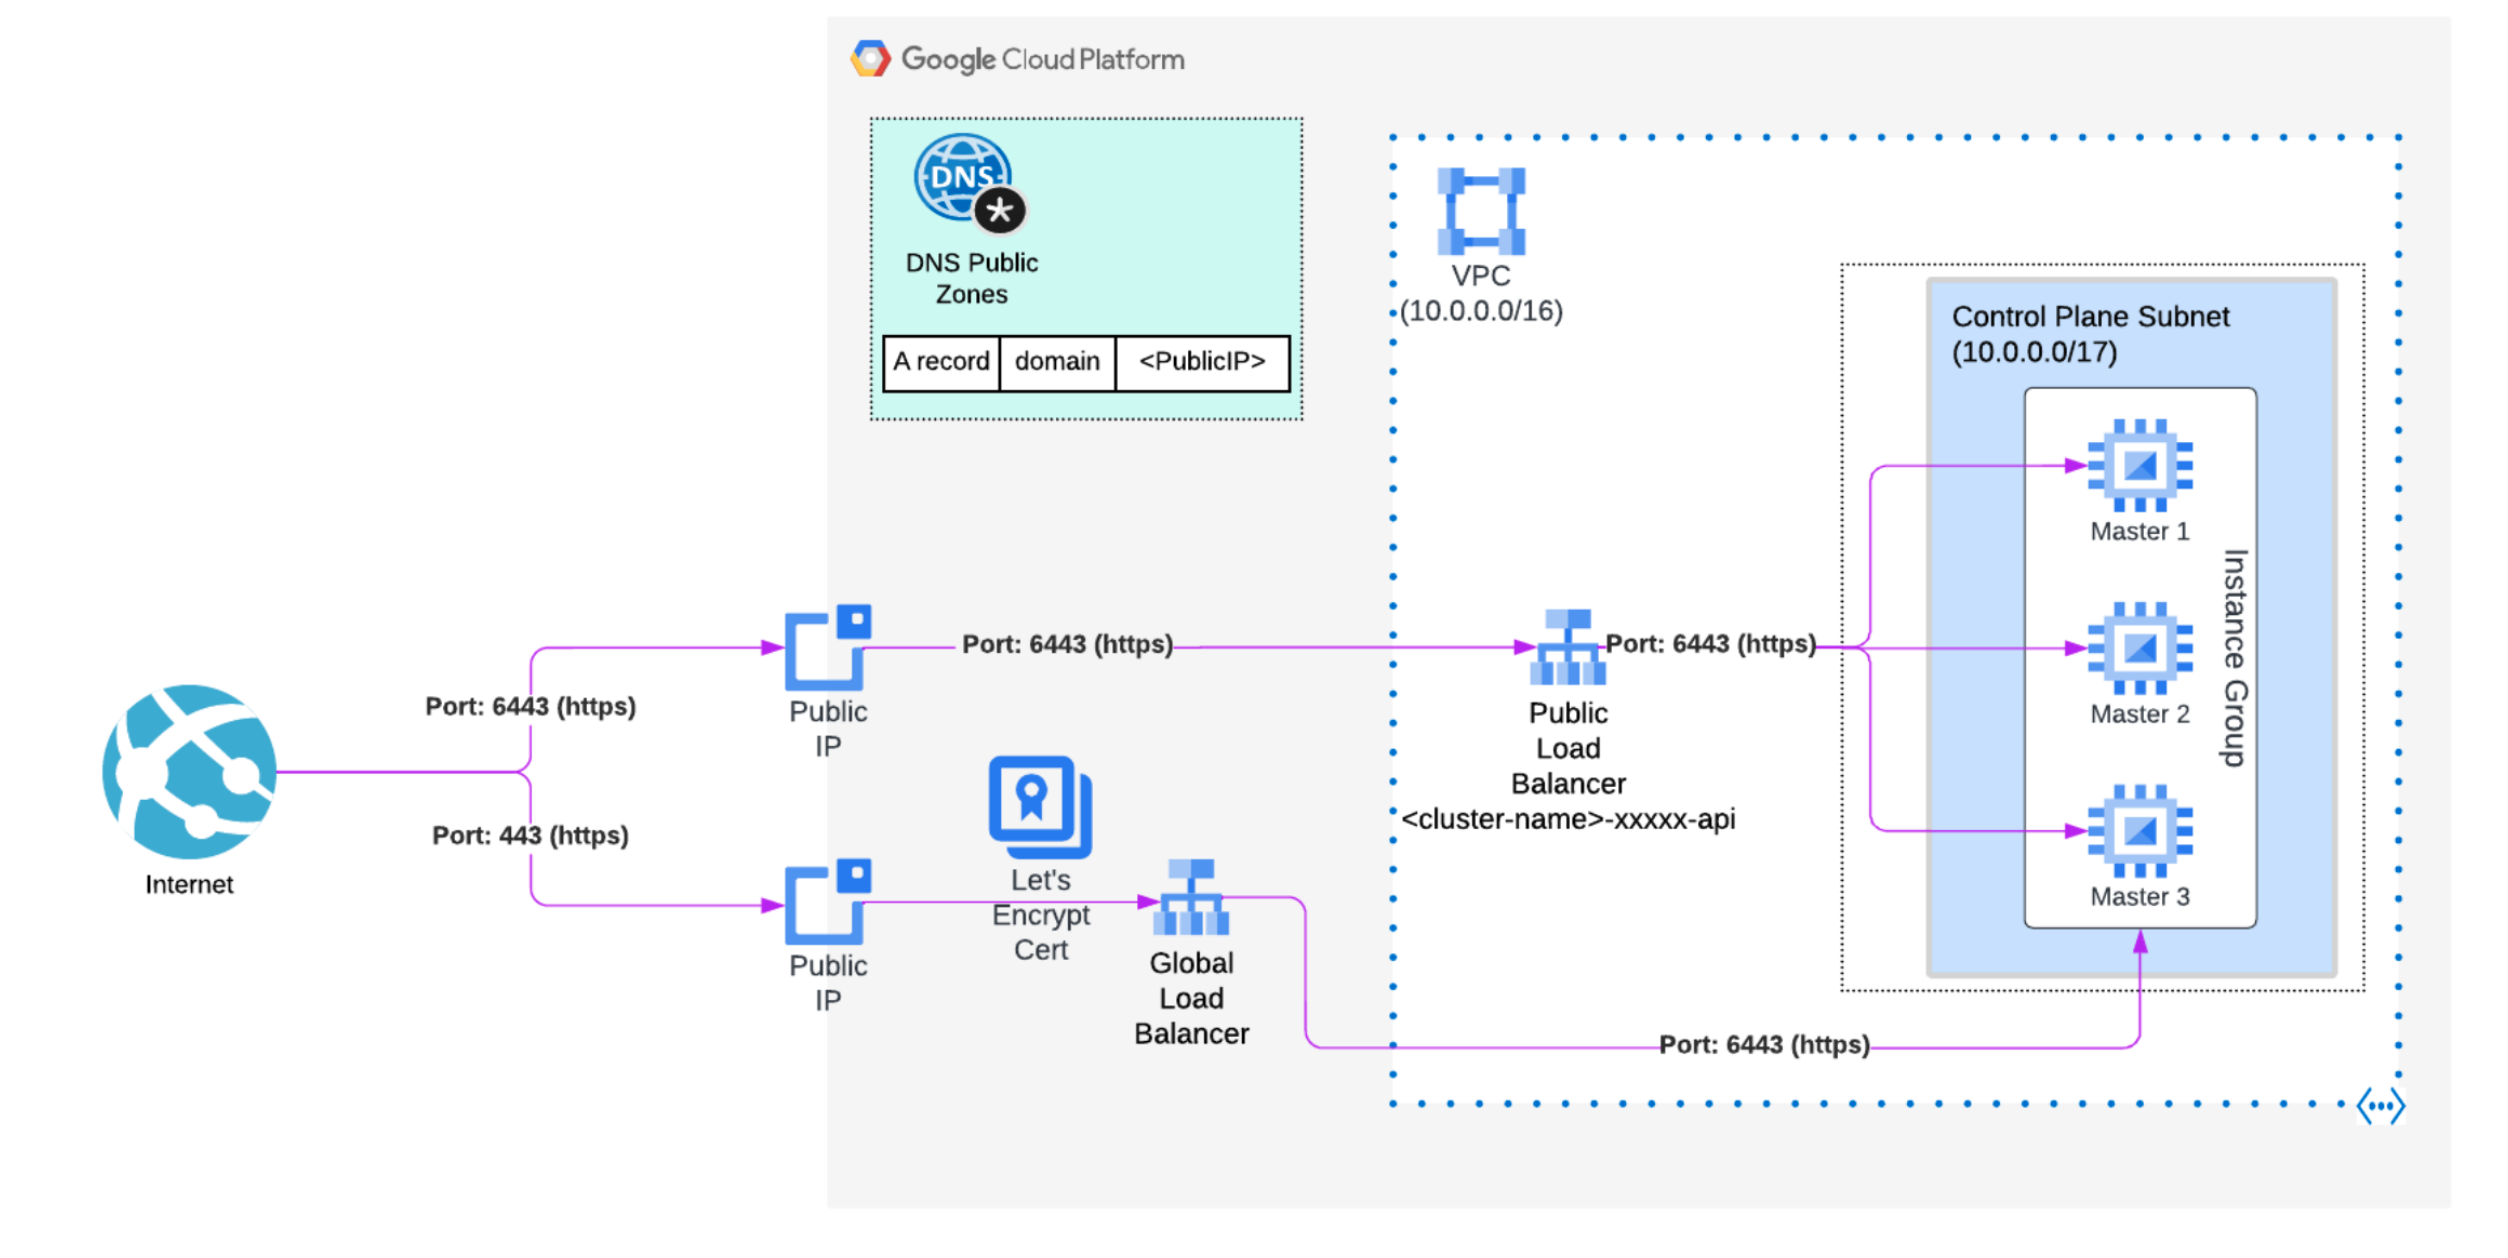 Google Cloud Platform
DNS
DNS Public
Zones
A record domain <PublicIP>
VPC
(10.0.0.0/16)
Control Plane Subnet
(10.0.0.0/17)
Master 1
Master 2
Master 3
Instance Group
Internet
Port: 6443 (https)
Port: 443 (https)
Public
IP
Port: 6443 (https)
Public
Load
Balancer
<cluster-name>-xxxxx-api
Port: 6443 (https)
Public
IP
Let's
Encrypt
Cert
Global
Load
Balancer
Port: 6443 (https)